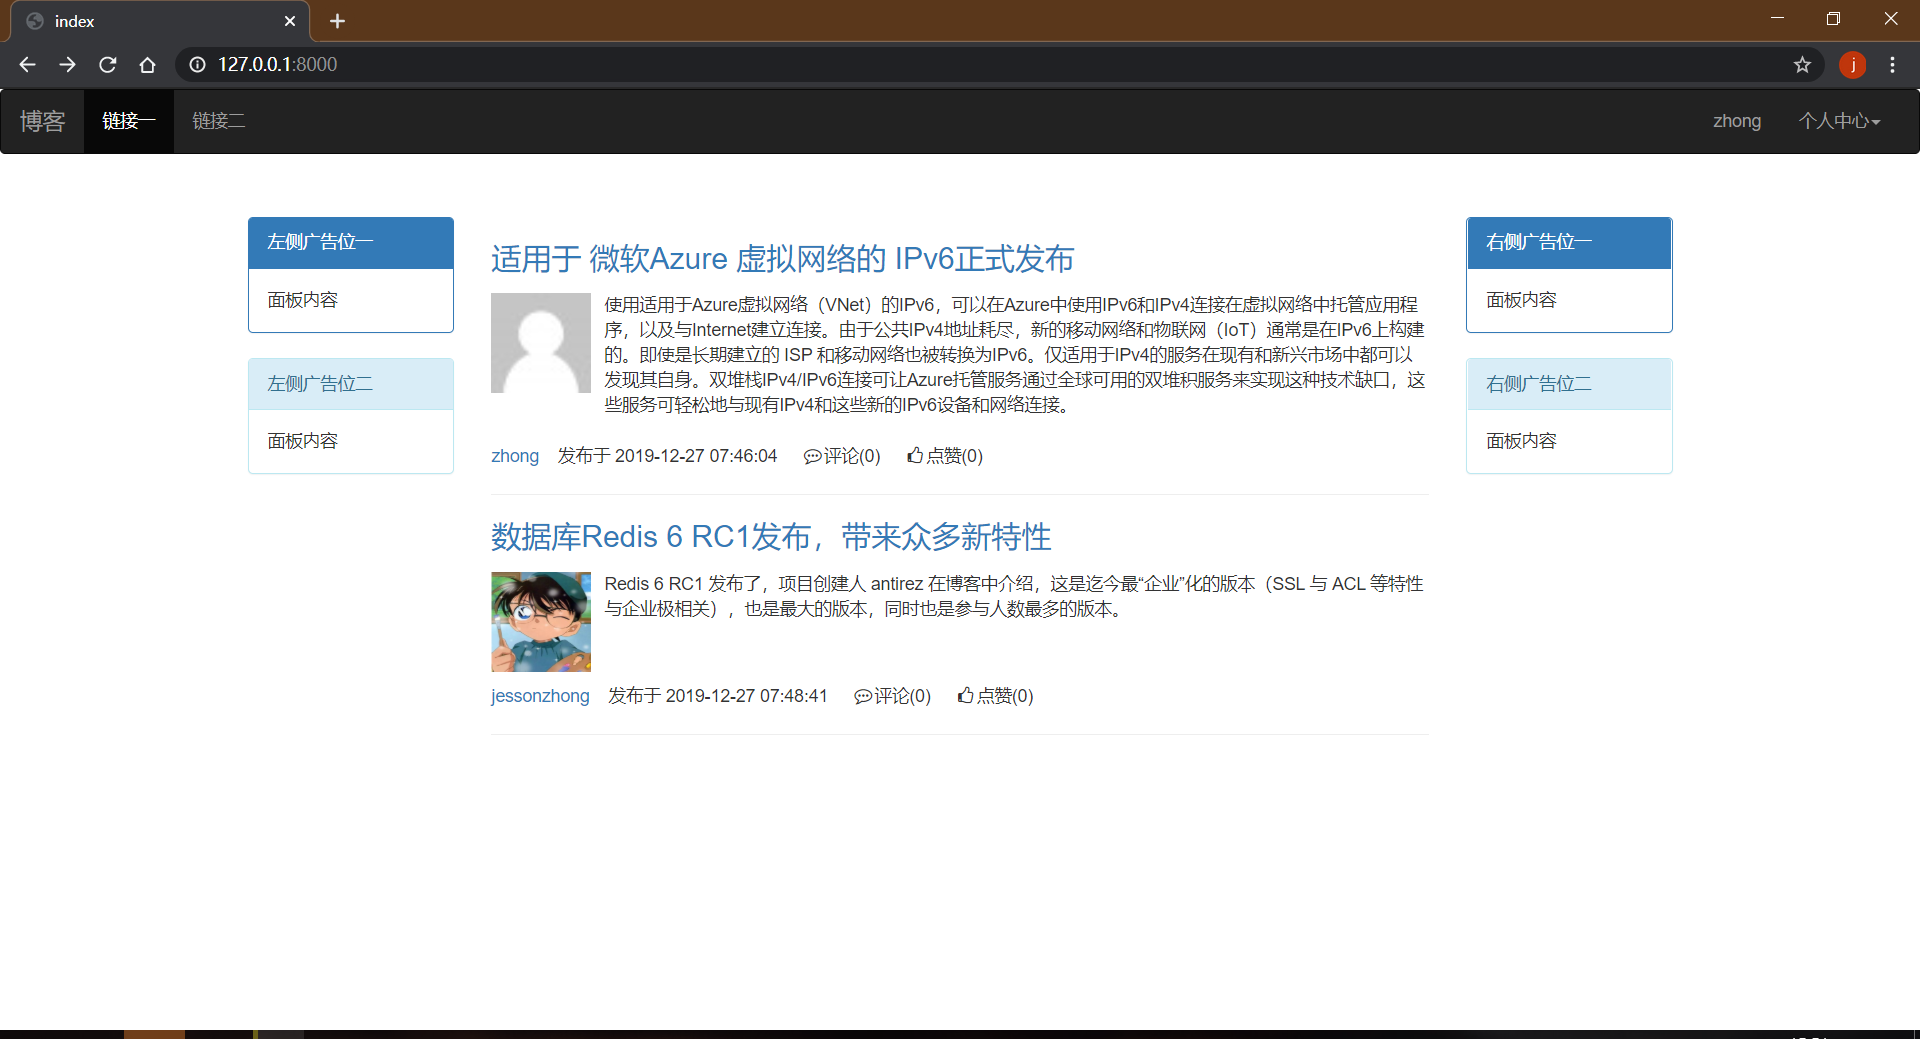 index
127.0.0.1:8000
j
博客 链接一 链接二 zhong 个人中心
左侧广告位一
面板内容
左侧广告位二
面板内容
适用于 微软Azure 虚拟网络的 IPv6正式发布
使用适用于Azure虚拟网络（VNet）的IPv6，可以在Azure中使用IPv6和IPv4连接在虚拟网络中托管应用程
序，以及与Internet建立连接。由于公共IPv4地址耗尽，新的移动网络和物联网（IoT）通常是在IPv6上构建
的。即使是长期建立的 ISP 和移动网络也被转换为IPv6。仅适用于IPv4的服务在现有和新兴市场中都可以
发现其自身。双堆栈IPv4/IPv6连接可让Azure托管服务通过全球可用的双堆积服务来实现这种技术缺口，这
些服务可轻松地与现有IPv4和这些新的IPv6设备和网络连接。
zhong 发布于 2019-12-27 07:46:04 评论(0) 点赞(0)
数据库Redis 6 RC1发布，带来众多新特性
Redis 6 RC1 发布了，项目创建人 antirez 在博客中介绍，这是迄今最“企业”化的版本（SSL 与 ACL 等特性
与企业极相关），也是最大的版本，同时也是参与人数最多的版本。
jessonzhong 发布于 2019-12-27 07:48:41 评论(0) 点赞(0)
右侧广告位一
面板内容
右侧广告位二
面板内容